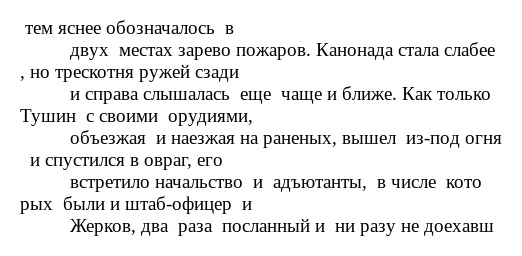 тем яснее обозначалось в
двух местах зарево пожаров. Канонада стала слабее
, но трескотня ружей сзади
и справа слышалась еще чаще и ближе. Как только
Тушин с своими орудиями,
объезжая и наезжая на раненых, вышел из-под огня
и спустился в овраг, его
встретило начальство и адъютанты, в числе кото
рых были и штаб-офицер и
Жерков, два раза посланный и ни разу не доехавш